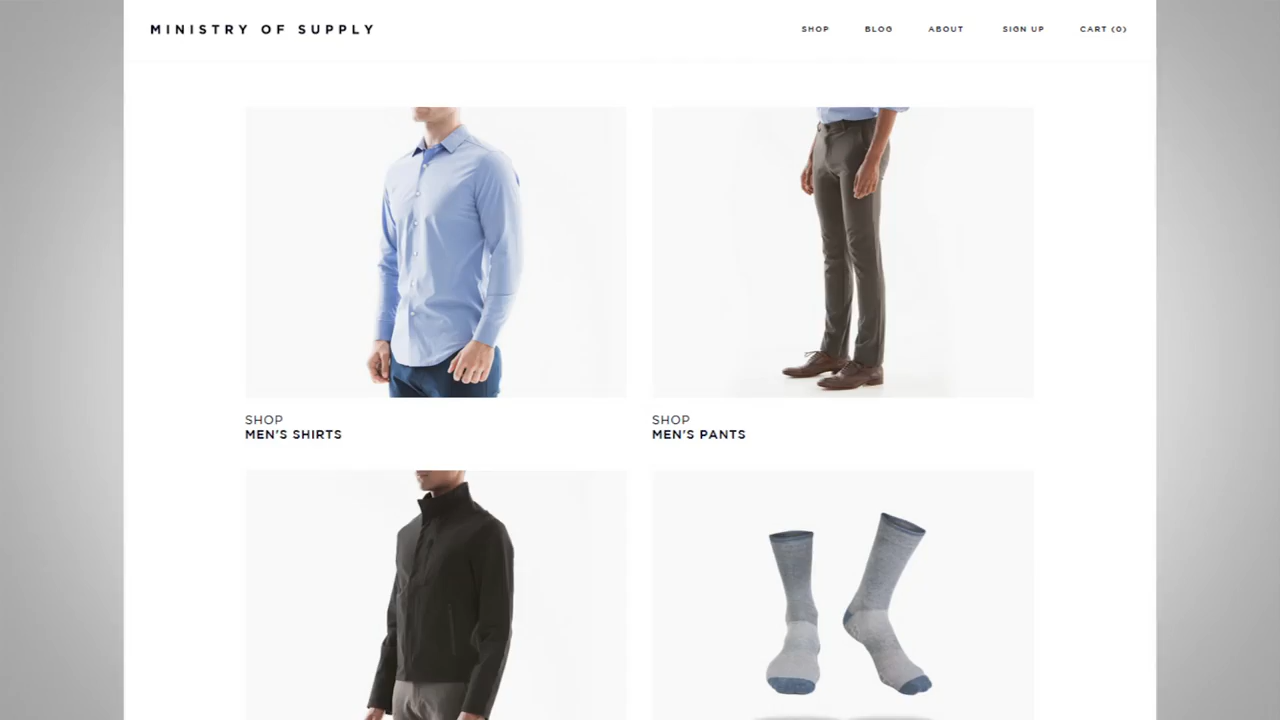 MINISTRY OF SUPPLY
SHOP BLOG ABOUT SIGN UP CART (0)
SHOP
MEN'S SHIRTS
SHOP
MEN'S PANTS